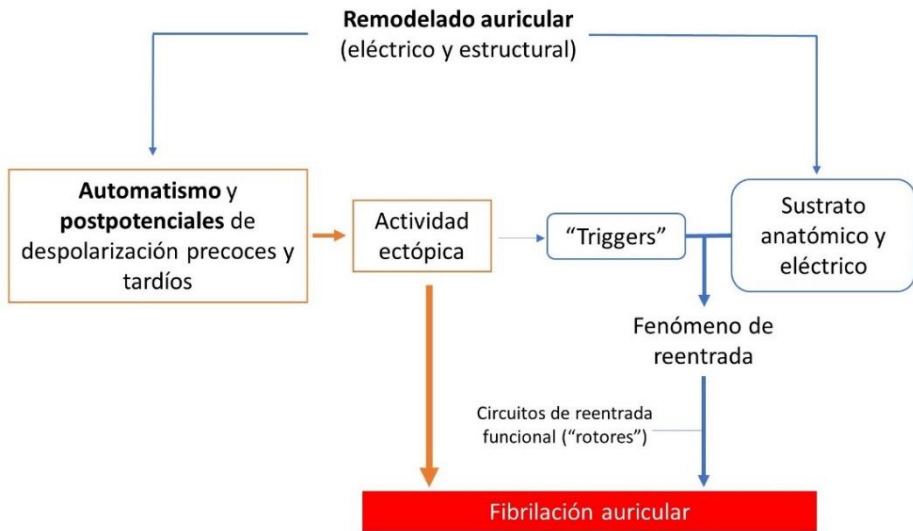 Remodelado auricular
(eléctrico y estructural)
Automatismo y
postpotenciales de
despolarización precoces y
tardíos
Actividad
ectópica
“Triggers”
Sustrato
anatómico y
eléctrico
Fenómeno de
reentrada
Circuitos de reentrada
funcional (“rotores”)
Fibrilación auricular